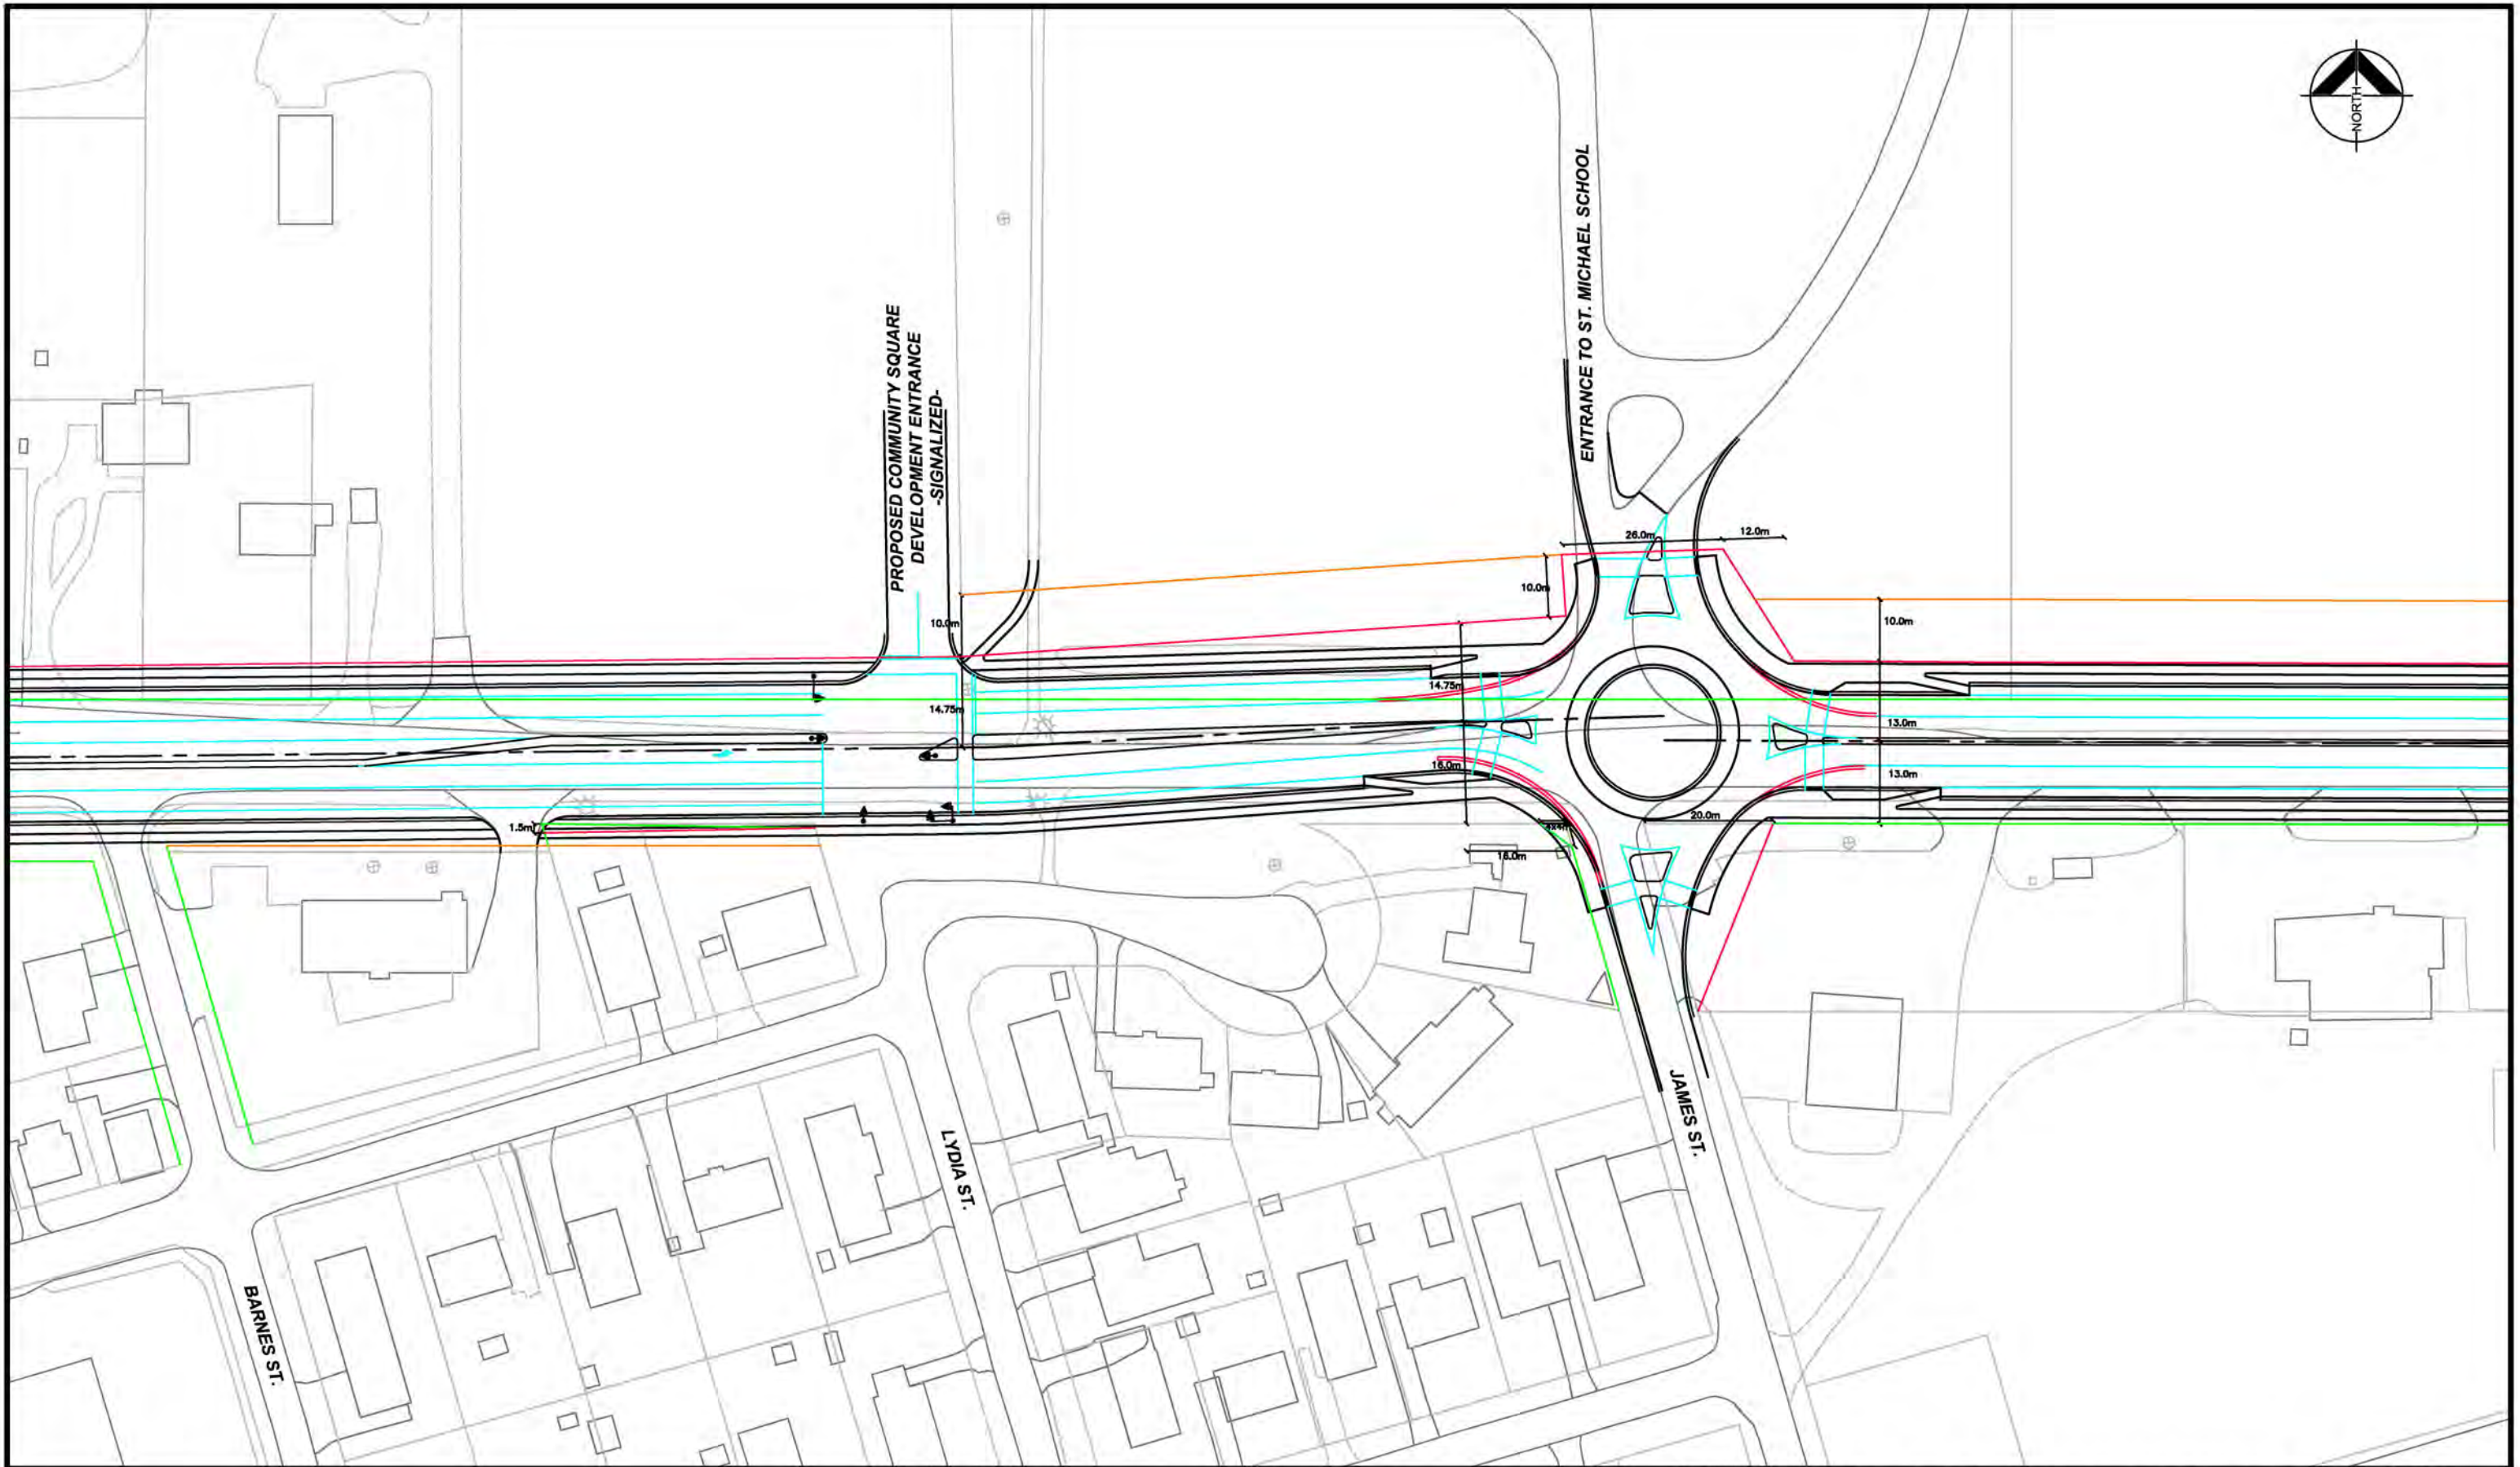 NORTH
ENTRANCE TO ST. MICHAEL SCHOOL
PROPOSED COMMUNITY SQUARE
DEVELOPMENT ENTRANCE
-SIGNALIZED-
26.0m
12.0m
10.0m
10.0m
10.0m
14.75m
14.75m
13.0m
16.0m
13.0m
1.5m
20.0m
16.0m
JAMES ST.
LYDIA ST.
BARNES ST.